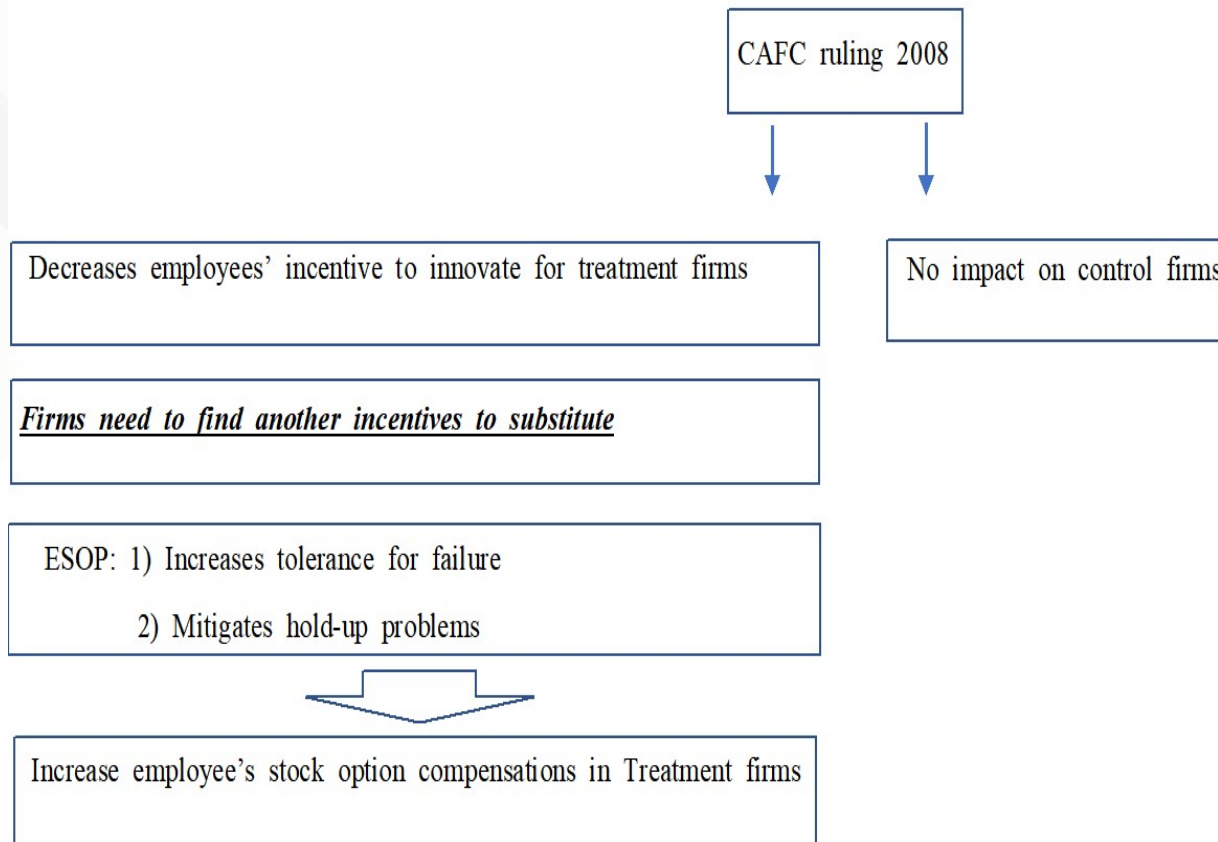 CAFC ruling 2008
Decreases employees' incentive to innovate for treatment firms
No impact on control firms
Firms need to find another incentives to substitute
ESOP: 1) Increases tolerance for failure
2) Mitigates hold-up problems
Increase employee's stock option compensations in Treatment firms